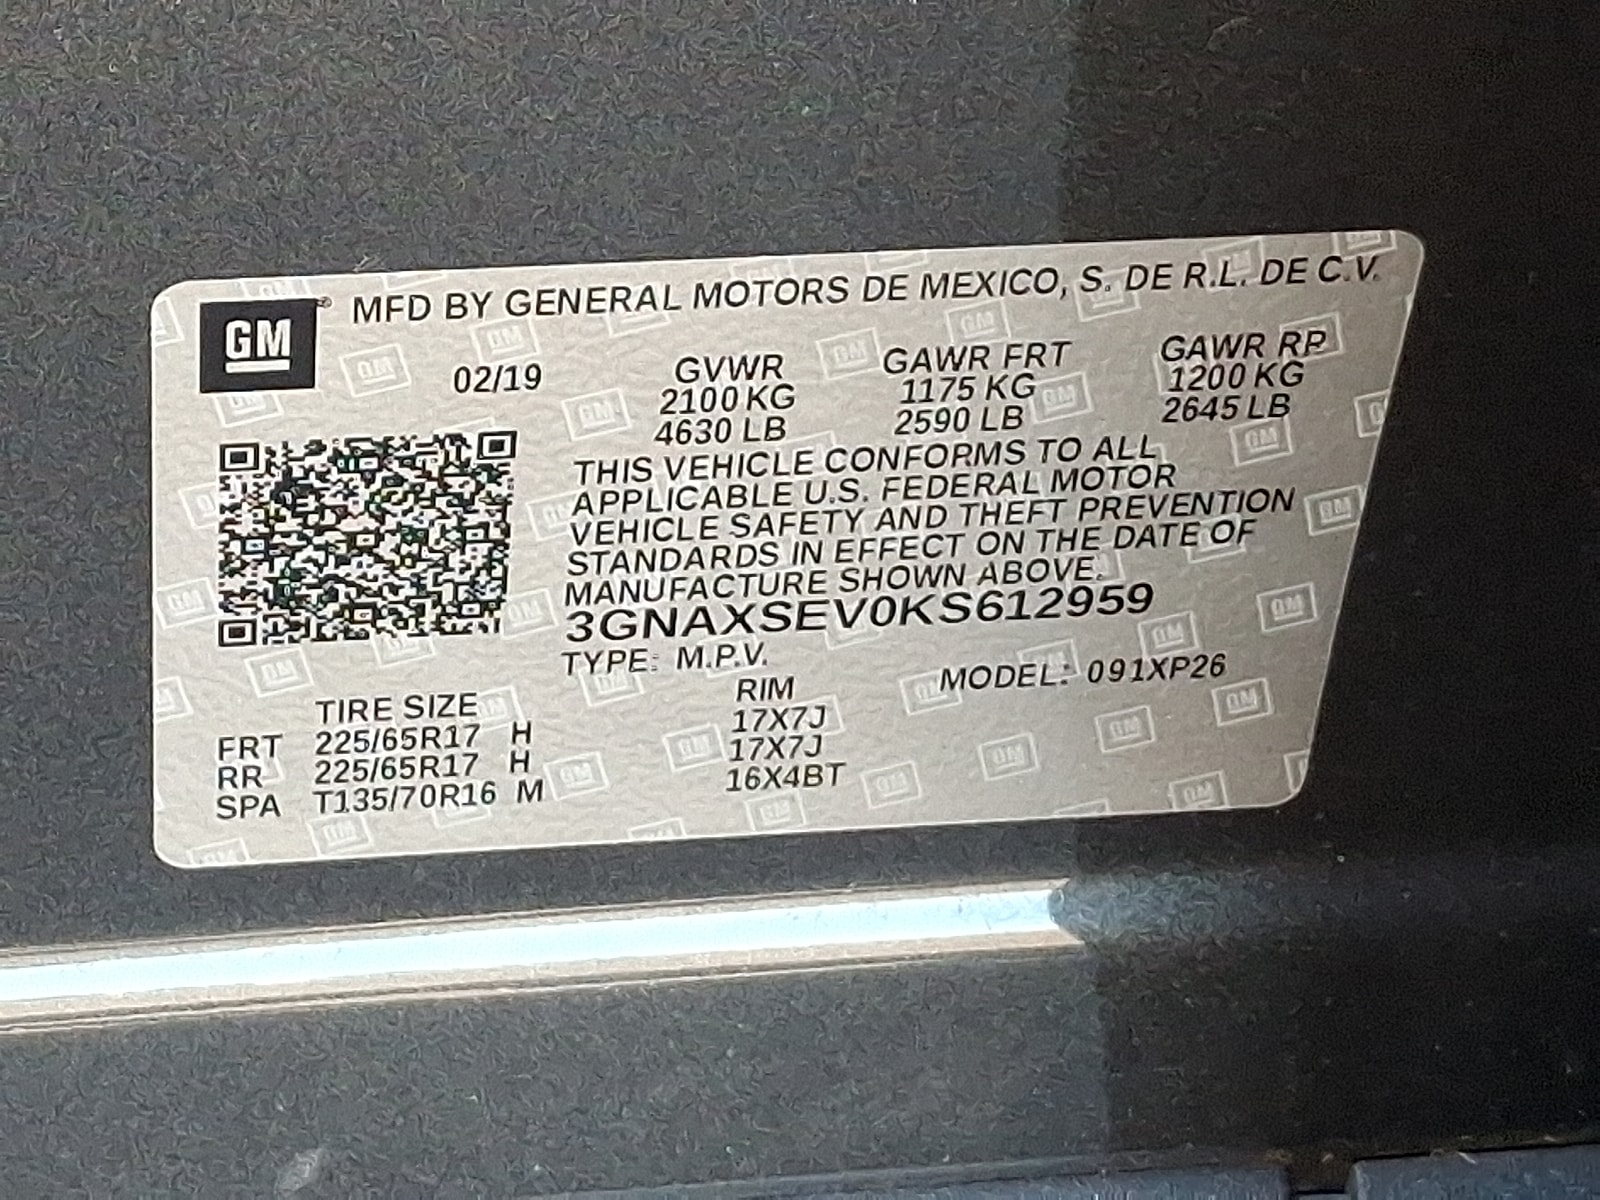 GM® MFD BY GENERAL MOTORS DE MEXICO, S. DE R.L. DE C.V.
02/19 GVWR GAWR FRT GAWR RR
2100 KG 1175 KG 1200 KG
4630 LB 2590 LB 2645 LB
THIS VEHICLE CONFORMS TO ALL
APPLICABLE U.S. FEDERAL MOTOR
VEHICLE SAFETY AND THEFT PREVENTION
STANDARDS IN EFFECT ON THE DATE OF
MANUFACTURE SHOWN ABOVE.
3GNAXSEV0KS612959
TYPE: M.P.V. MODEL: 091XP26
TIRE SIZE RIM
FRT 225/65R17 H 17X7J
RR 225/65R17 H 17X7J
SPA T135/70R16 M 16X4BT